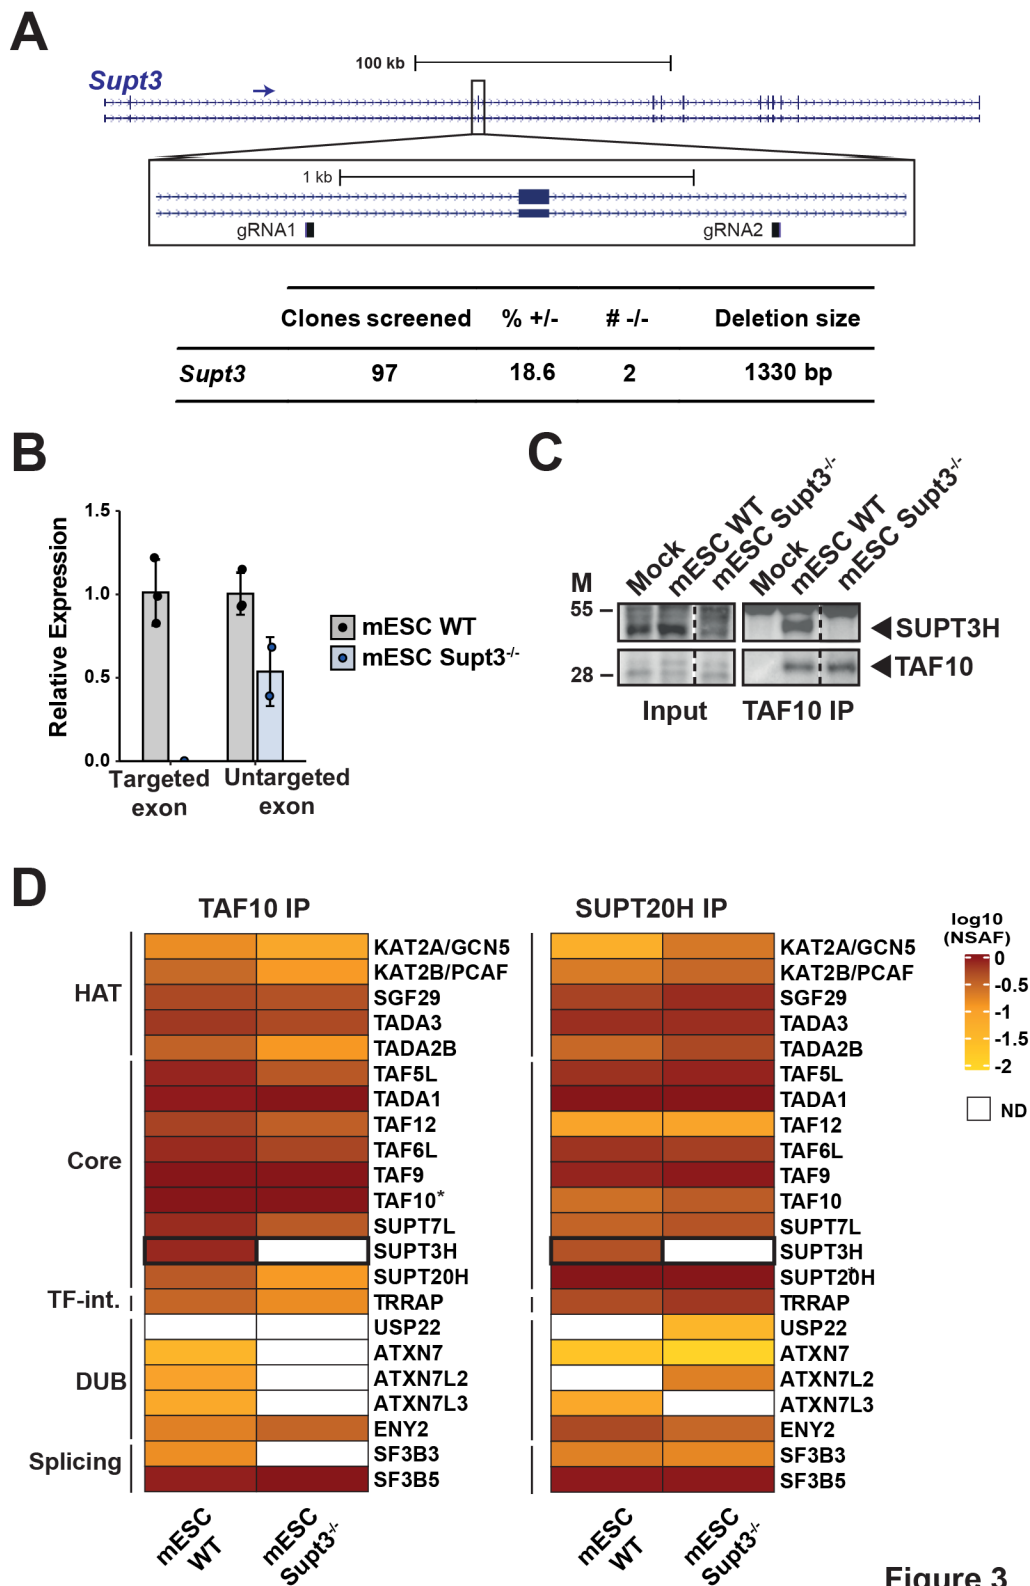 A
100 kb
Supt3
1 kb
gRNA1
gRNA2
Clones screened % +/- # -/- Deletion size
Supt3 97 18.6 2 1330 bp
B
Relative Expression
1.5
1.0
0.5
0.0
Targeted exon
Untargeted exon
mESC WT
mESC Supt3-/-
C
M
Mock
mESC WT
mESC Supt3-/-
Mock
mESC WT
mESC Supt3-/-
55
28
SUPT3H
TAF10
Input
TAF10 IP
D
TAF10 IP
SUPT20H IP
HAT
Core
TF-int.
DUB
Splicing
KAT2A/GCN5
KAT2B/PCAF
SGF29
TADA3
TADA2B
TAF5L
TADA1
TAF12
TAF6L
TAF9
TAF10*
SUPT7L
SUPT3H
SUPT20H
TRRAP
USP22
ATXN7
ATXN7L2
ATXN7L3
ENY2
SF3B3
SF3B5
mESC WT
mESC Supt3-/-
KAT2A/GCN5
KAT2B/PCAF
SGF29
TADA3
TADA2B
TAF5L
TADA1
TAF12
TAF6L
TAF9
TAF10
SUPT7L
SUPT3H
SUPT20H*
TRRAP
USP22
ATXN7
ATXN7L2
ATXN7L3
ENY2
SF3B3
SF3B5
mESC WT
mESC Supt3-/-
log10
(NSAF)
0
-0.5
-1
-1.5
-2
ND
Figure 3